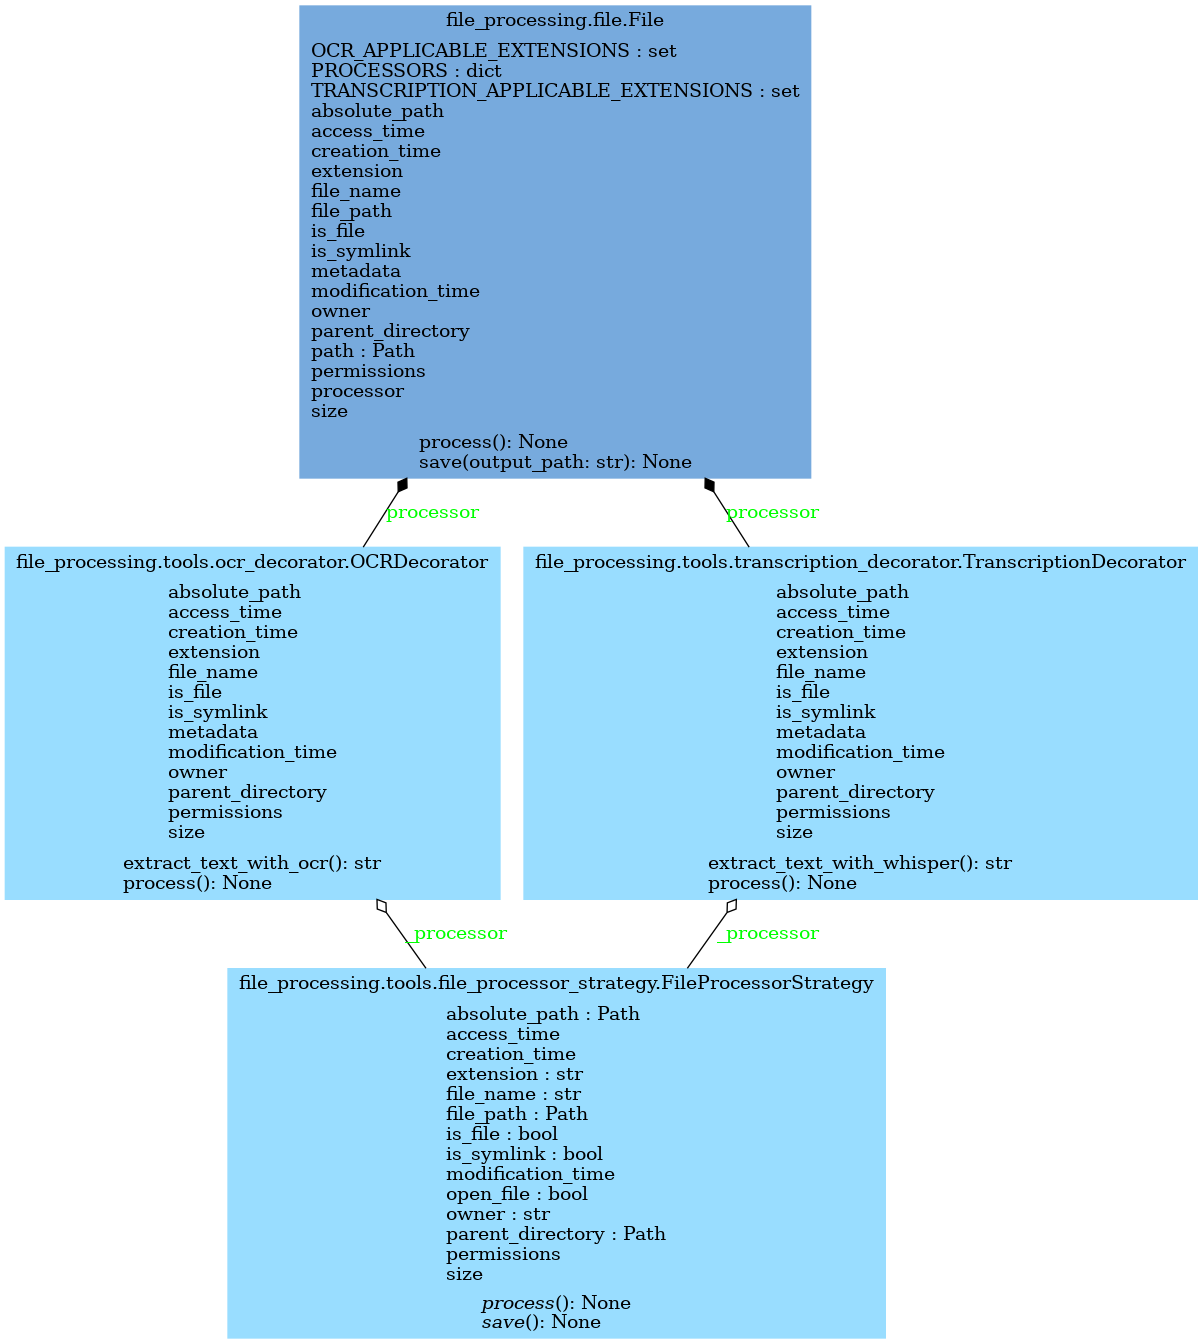 file_processing.file.File
OCR_APPLICABLE_EXTENSIONS : set
PROCESSORS : dict
TRANSCRIPTION_APPLICABLE_EXTENSIONS : set
absolute_path
access_time
creation_time
extension
file_name
file_path
is_file
is_symlink
metadata
modification_time
owner
parent_directory
path : Path
permissions
processor
size
process(): None
save(output_path: str): None
processor
processor
file_processing.tools.ocr_decorator.OCRDecorator
absolute_path
access_time
creation_time
extension
file_name
is_file
is_symlink
metadata
modification_time
owner
parent_directory
permissions
size
extract_text_with_ocr(): str
process(): None
file_processing.tools.transcription_decorator.TranscriptionDecorator
absolute_path
access_time
creation_time
extension
file_name
is_file
is_symlink
metadata
modification_time
owner
parent_directory
permissions
size
extract_text_with_whisper(): str
process(): None
_processor
_processor
file_processing.tools.file_processor_strategy.FileProcessorStrategy
absolute_path : Path
access_time
creation_time
extension : str
file_name : str
file_path : Path
is_file : bool
is_symlink : bool
modification_time
open_file : bool
owner : str
parent_directory : Path
permissions
size
process(): None
save(): None